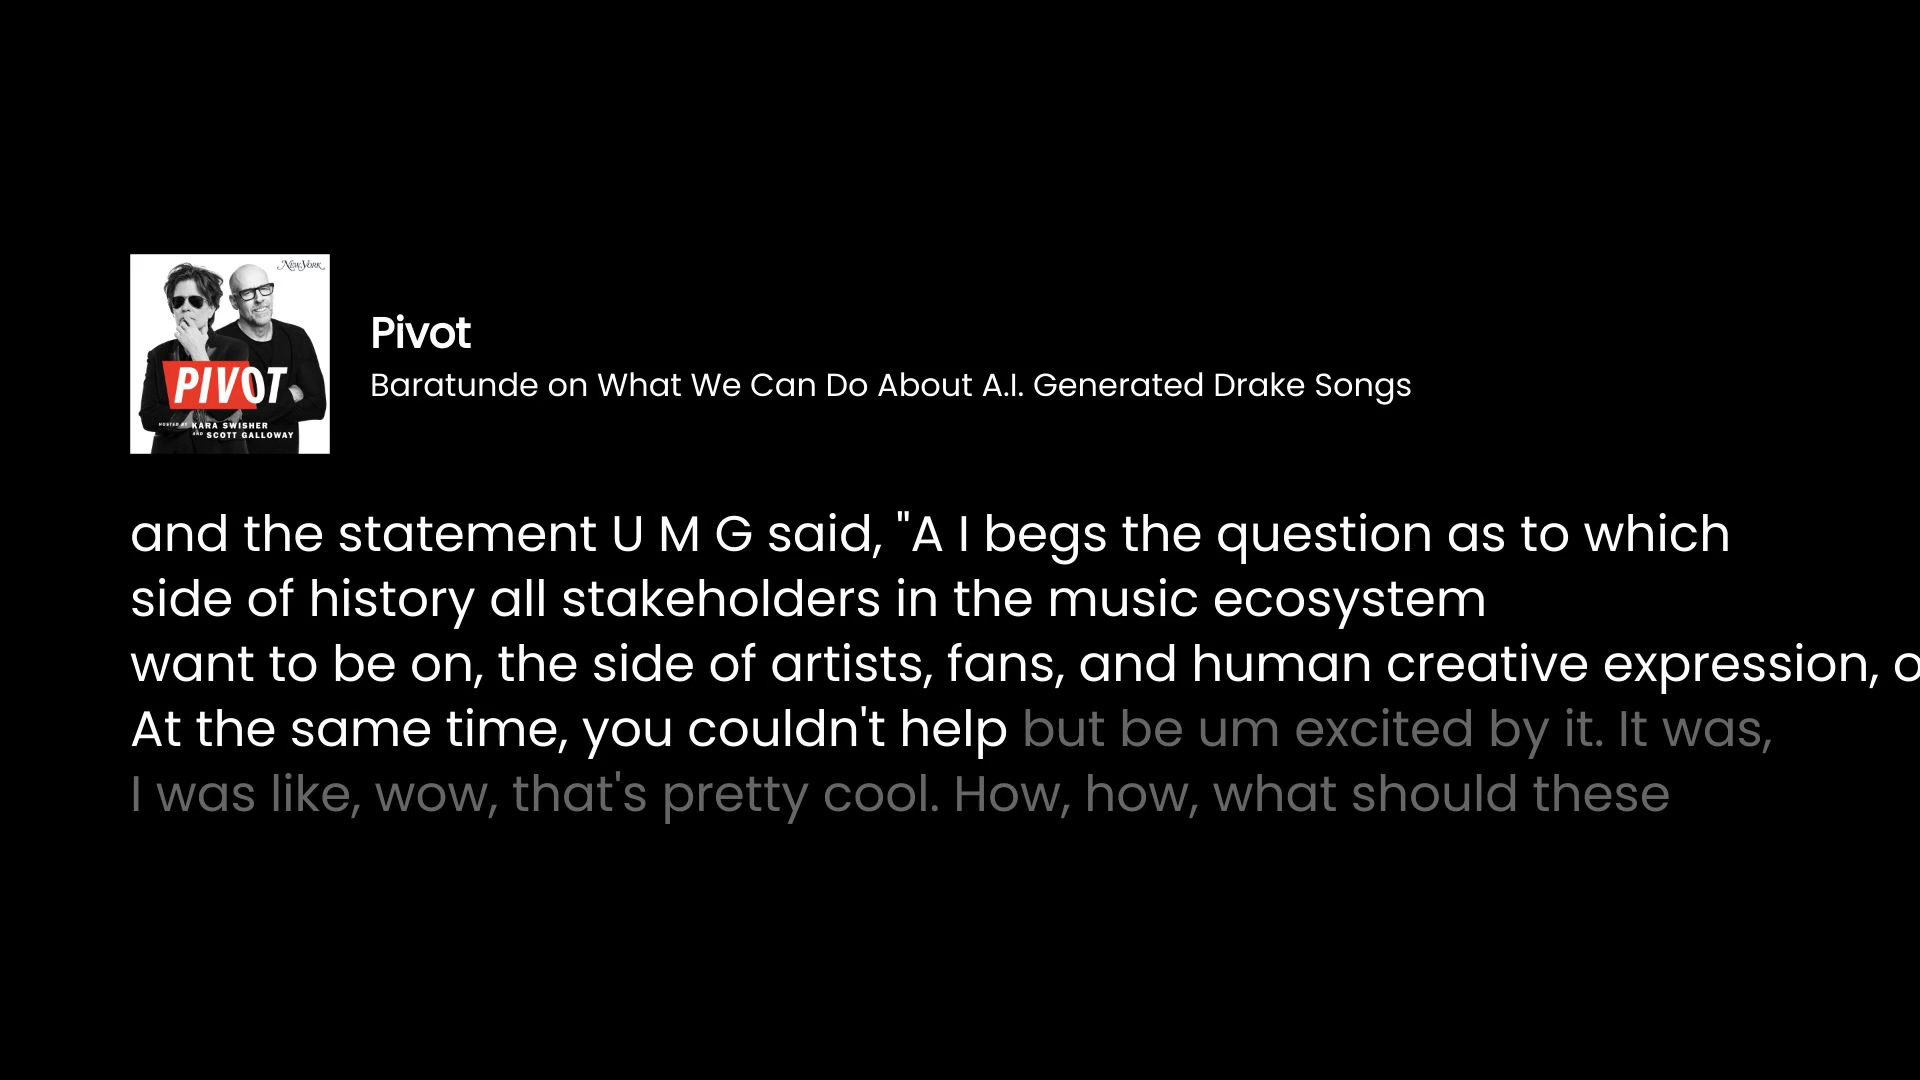 NEW YORK
PIVOT
HOSTED BY KARA SWISHER
AND SCOTT GALLOWAY
Pivot
Baratunde on What We Can Do About A.I. Generated Drake Songs
and the statement U M G said, "A I begs the question as to which
side of history all stakeholders in the music ecosystem
want to be on, the side of artists, fans, and human creative expression,
At the same time, you couldn't help but be um excited by it. It was,
I was like, wow, that's pretty cool. How, how, what should these